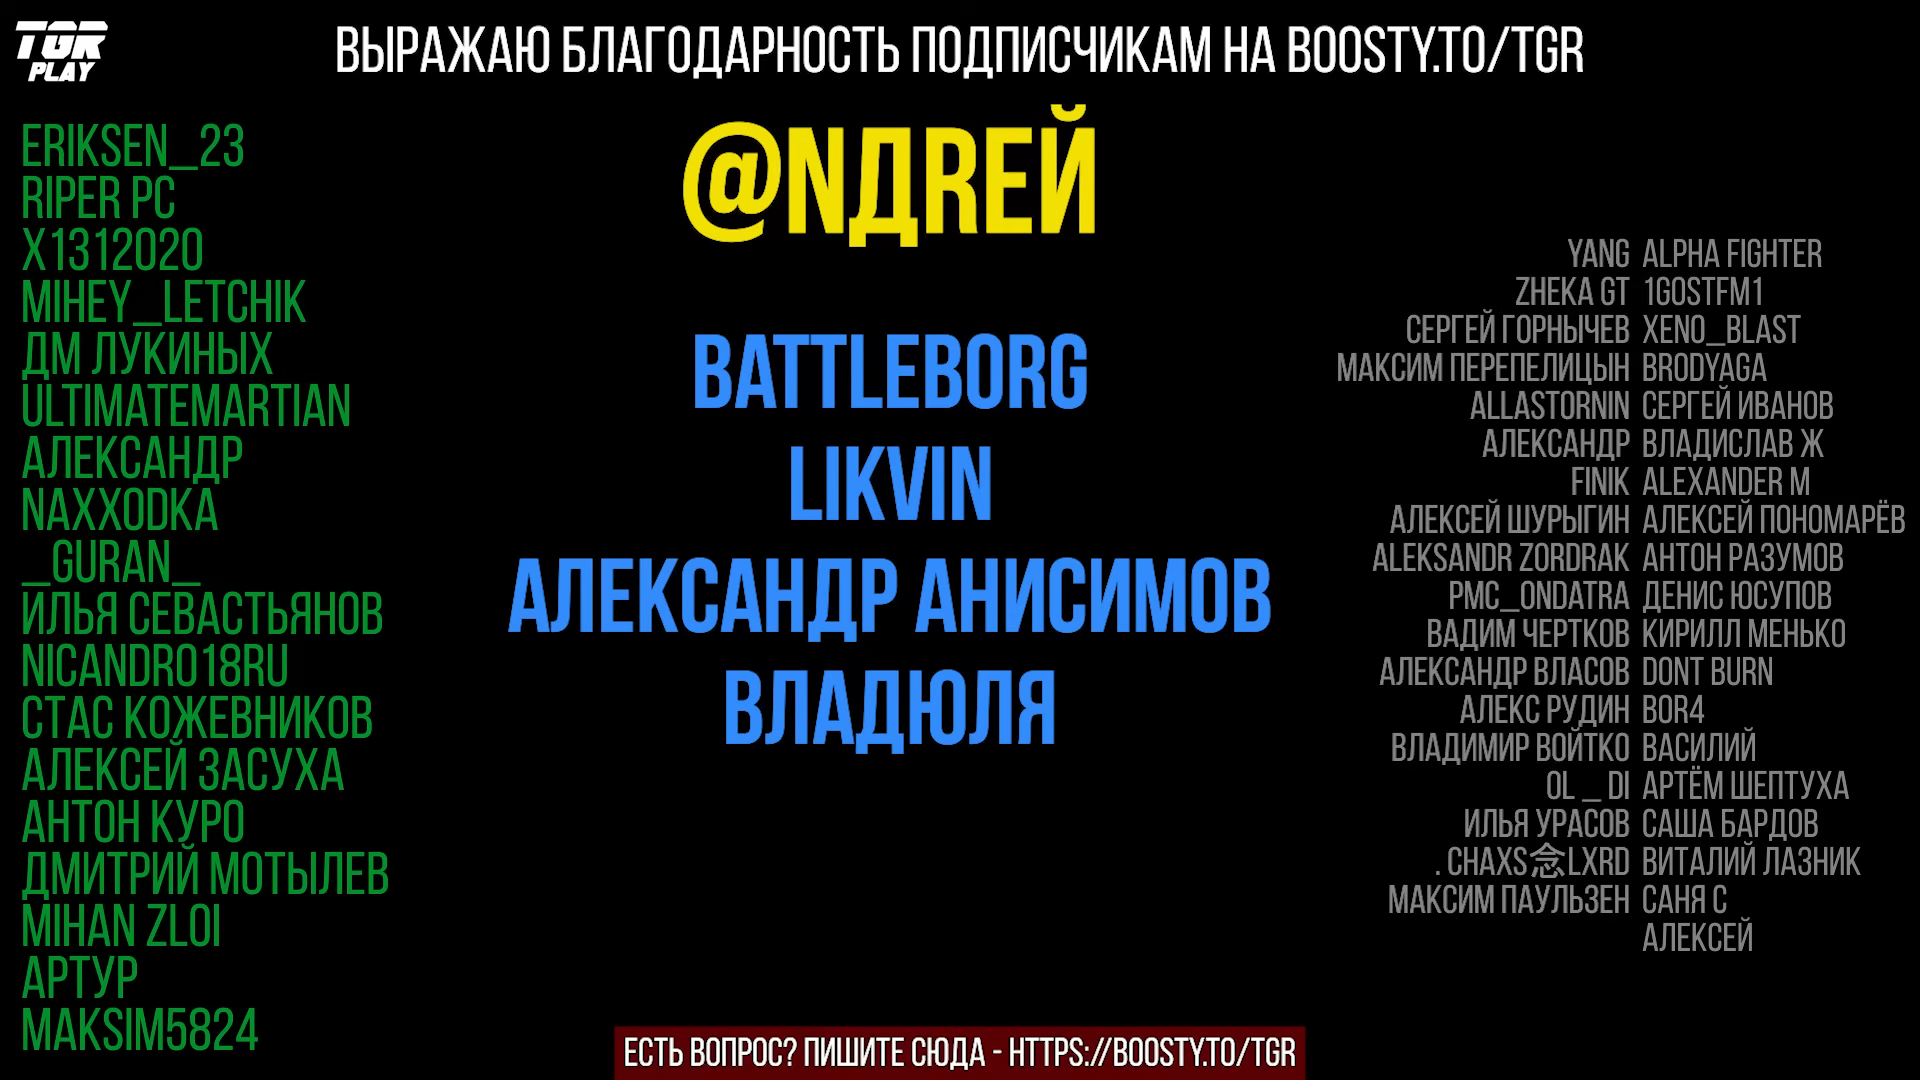 TGR
PLAY
ВЫРАЖАЮ БЛАГОДАРНОСТЬ ПОДПИСЧИКАМ НА BOOSTY.TO/TGR
ERIKSEN_23
RIPER PC
X1312020
MIHEY_LETCHIK
ДМ ЛУКИНЫХ
ULTIMATEMARTIAN
АЛЕКСАНДР
NAXXODKA
_GURAN_
ИЛЬЯ СЕВАСТЬЯНОВ
NICANDRO18RU
СТАС КОЖЕВНИКОВ
АЛЕКСЕЙ ЗАСУХА
АНТОН КУРО
ДМИТРИЙ МОТЫЛЕВ
MIHAN ZLOI
АРТУР
MAKSIM5824
@NДRЕЙ
BATTLEBORG
LIKVIN
АЛЕКСАНДР АНИСИМОВ
ВЛАДЮЛЯ
YANG ALPHA FIGHTER
ZHEKA GT 1GOSTFM1
СЕРГЕЙ ГОРНЫЧЕВ XENO_BLAST
МАКСИМ ПЕРЕПЕЛИЦЫН BRODYAGA
ALLASTORNIN СЕРГЕЙ ИВАНОВ
АЛЕКСАНДР ВЛАДИСЛАВ Ж
FINIK ALEXANDER M
АЛЕКСЕЙ ШУРЫГИН АЛЕКСЕЙ ПОНОМАРЁВ
ALEKSANDR ZORDRAK АНТОН РАЗУМОВ
PMC_ONDATRA ДЕНИС ЮСУПОВ
ВАДИМ ЧЕРТКОВ КИРИЛЛ МЕНЬКО
АЛЕКСАНДР ВЛАСОВ DONT BURN
АЛЕКС РУДИН BOR4
ВЛАДИМИР ВОЙТКО ВАСИЛИЙ
OL _ DI АРТЁМ ШЕПТУХА
ИЛЬЯ УРАСОВ САША БАРДОВ
. CHAXS念LXRD ВИТАЛИЙ ЛАЗНИК
МАКСИМ ПАУЛЬЗЕН САНЯ С
АЛЕКСЕЙ
ЕСТЬ ВОПРОС? ПИШИТЕ СЮДА - HTTPS://BOOSTY.TO/TGR